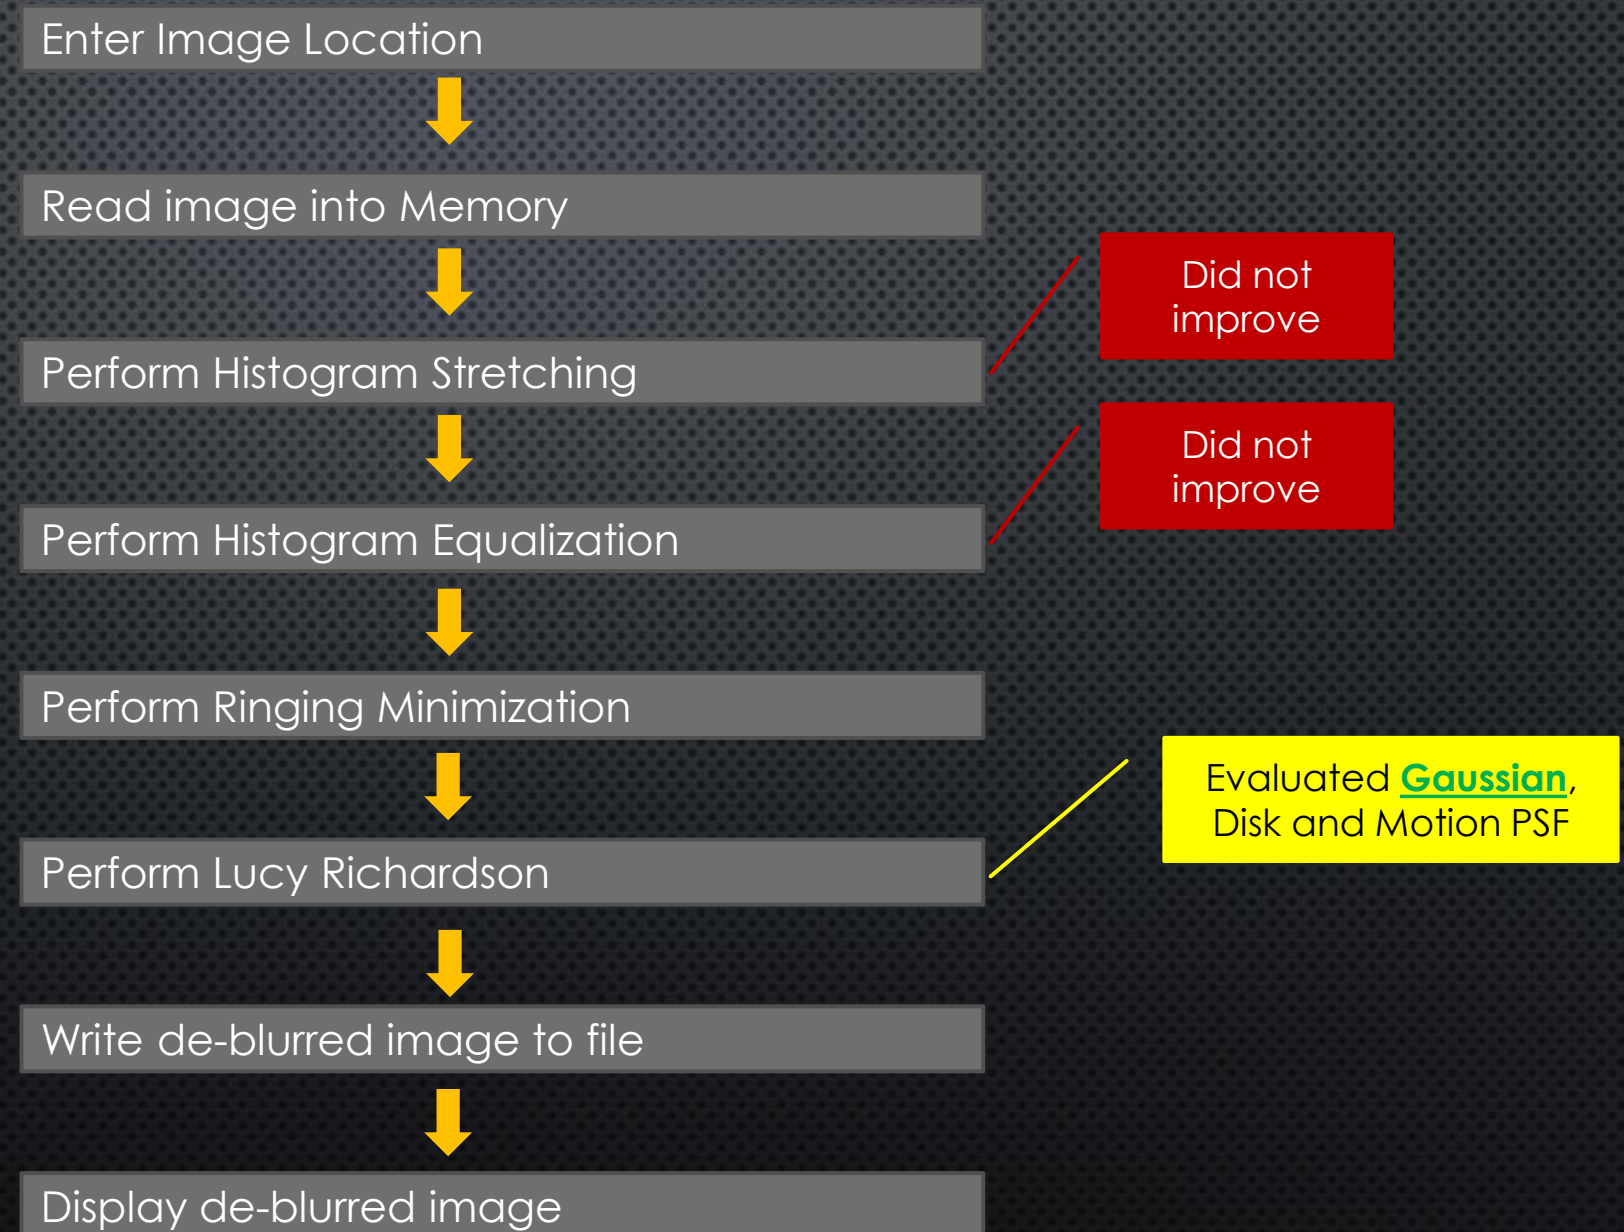 Enter Image Location
Read image into Memory
Did not
improve
Perform Histogram Stretching
Did not
improve
Perform Histogram Equalization
Perform Ringing Minimization
Evaluated Gaussian,
Disk and Motion PSF
Perform Lucy Richardson
Write de-blurred image to file
Display de-blurred image